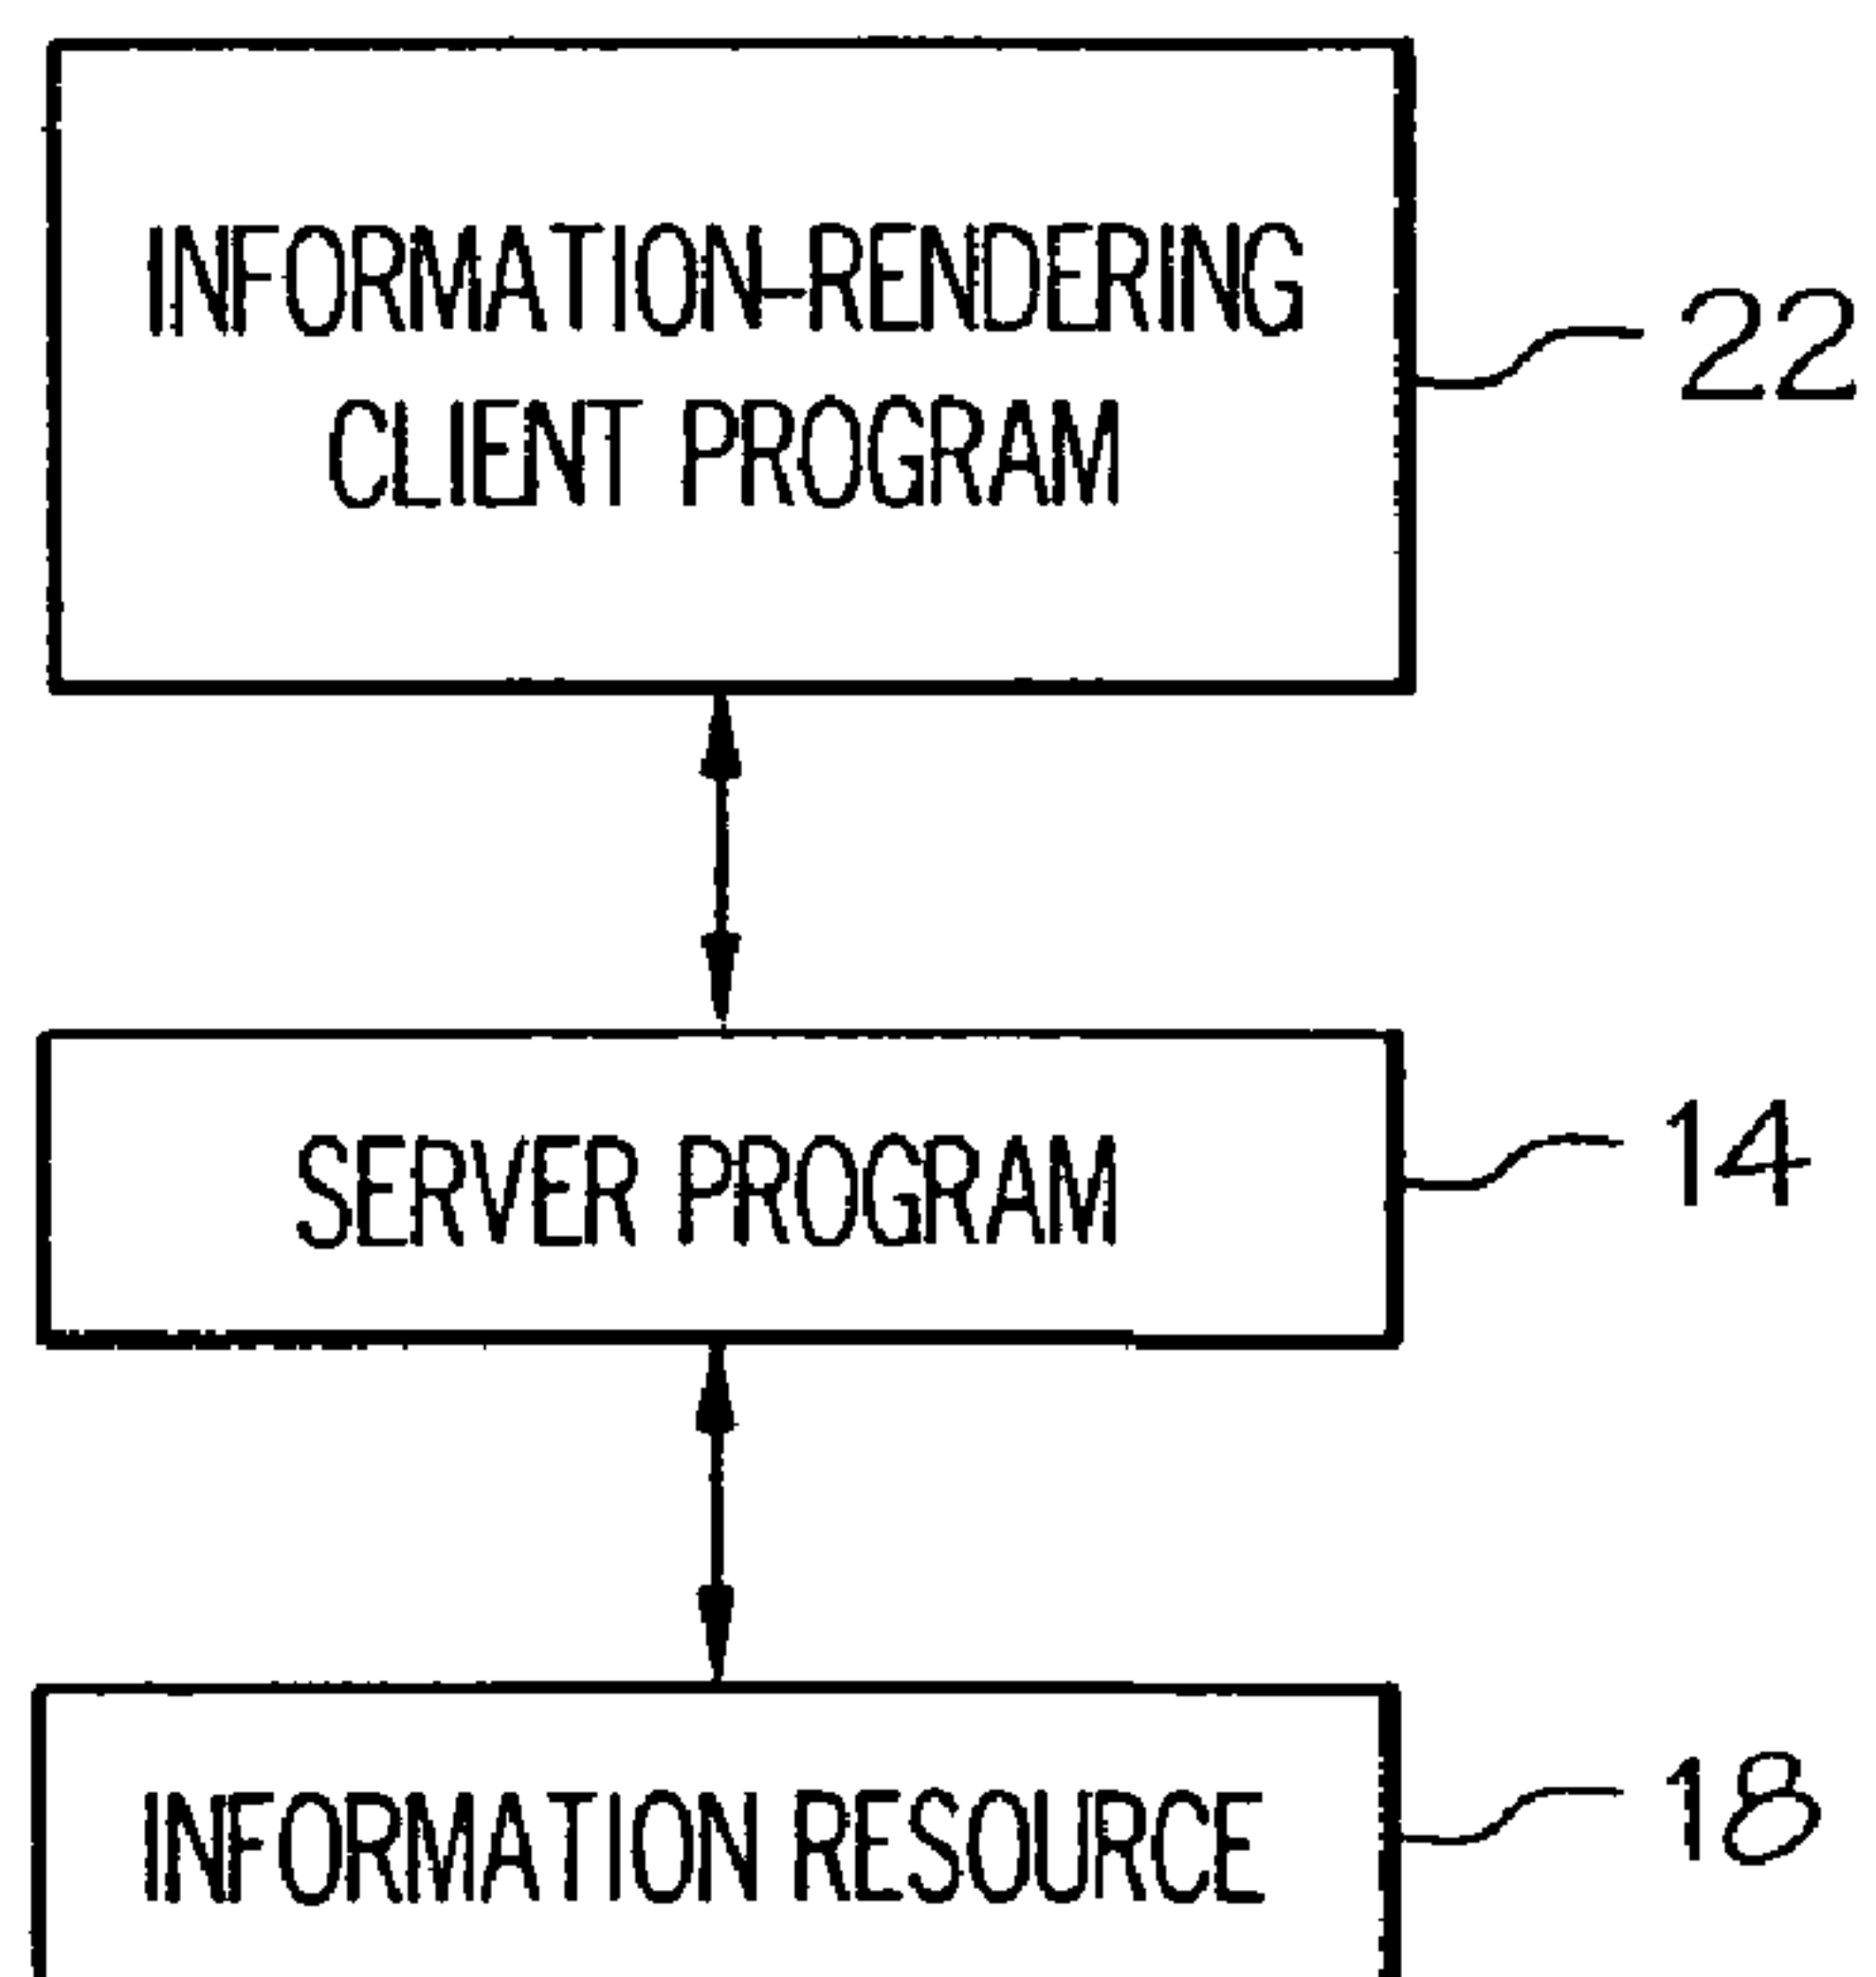 INFORMATION-RENDERING
CLIENT PROGRAM
22
SERVER PROGRAM
14
INFORMATION RESOURCE
18